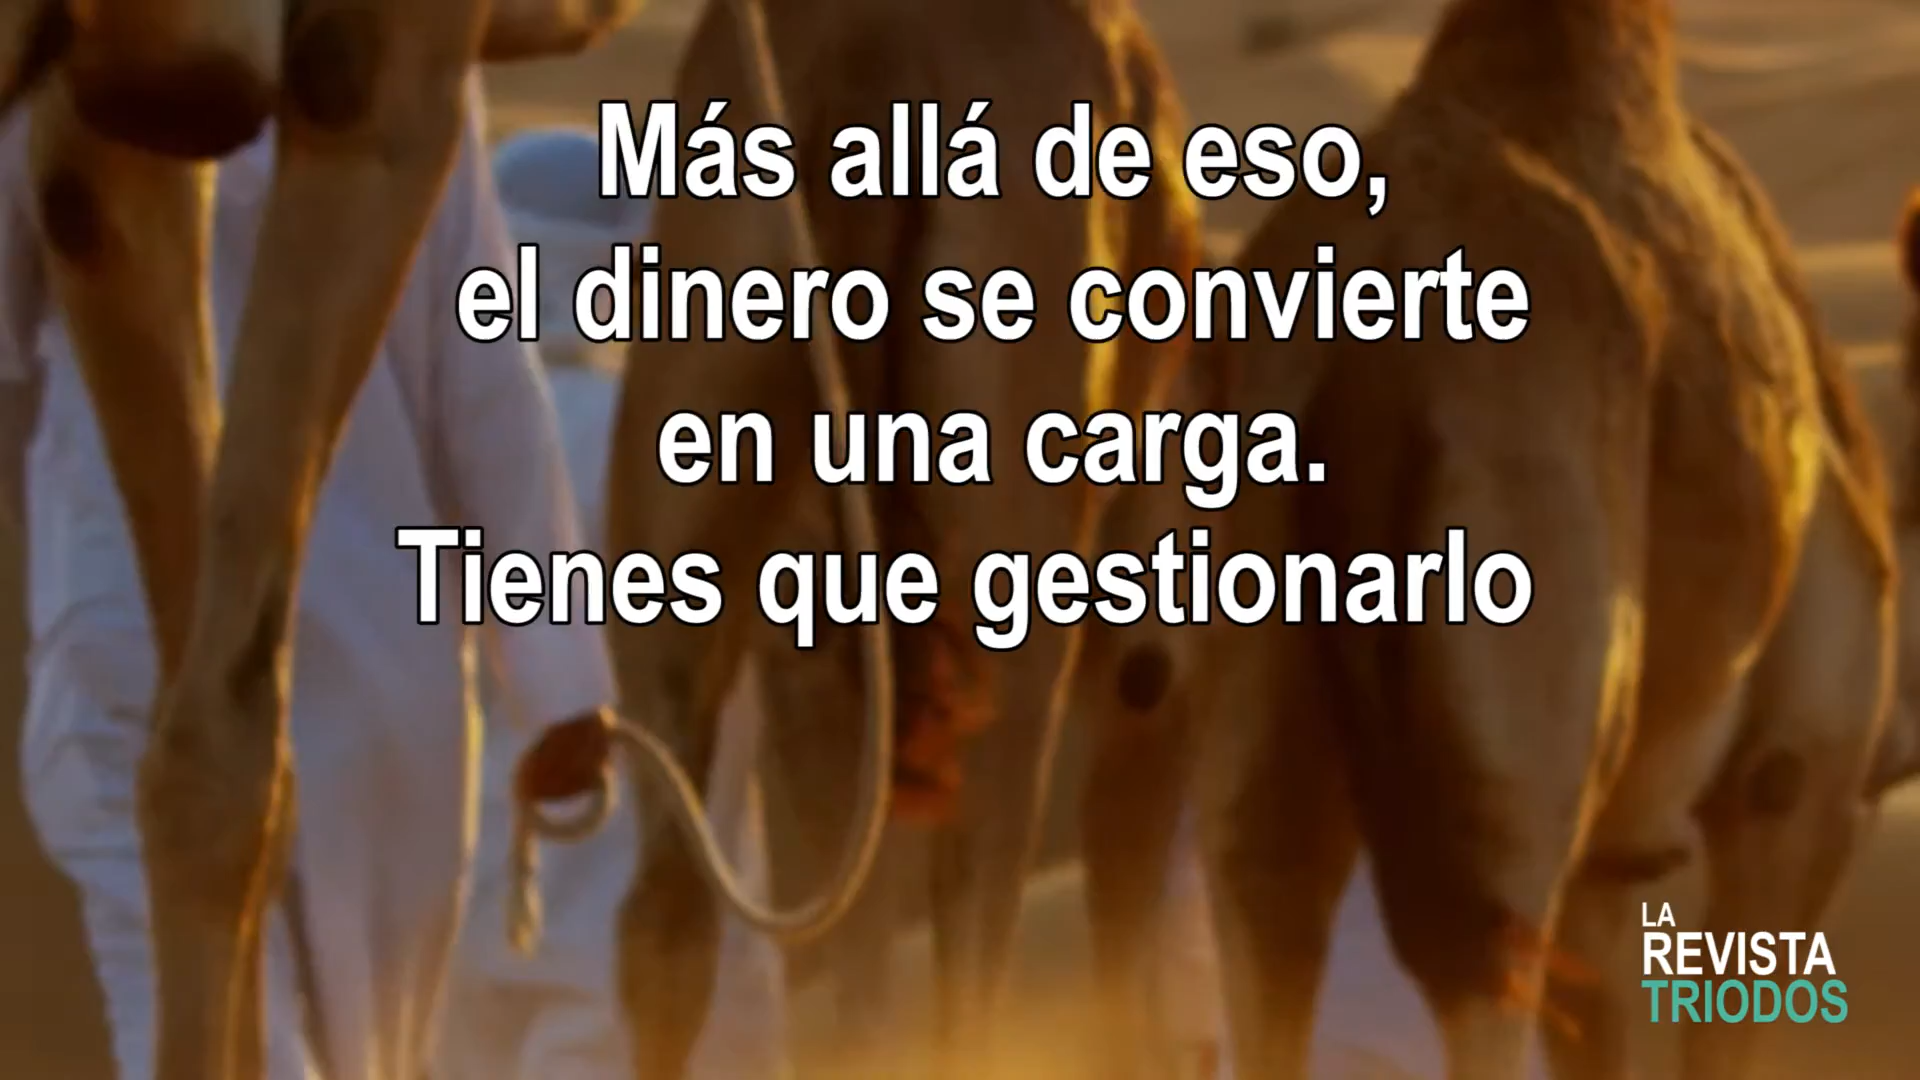 Más allá de eso,
el dinero se convierte
en una carga.
Tienes que gestionarlo
LA
REVISTA
TRIODOS